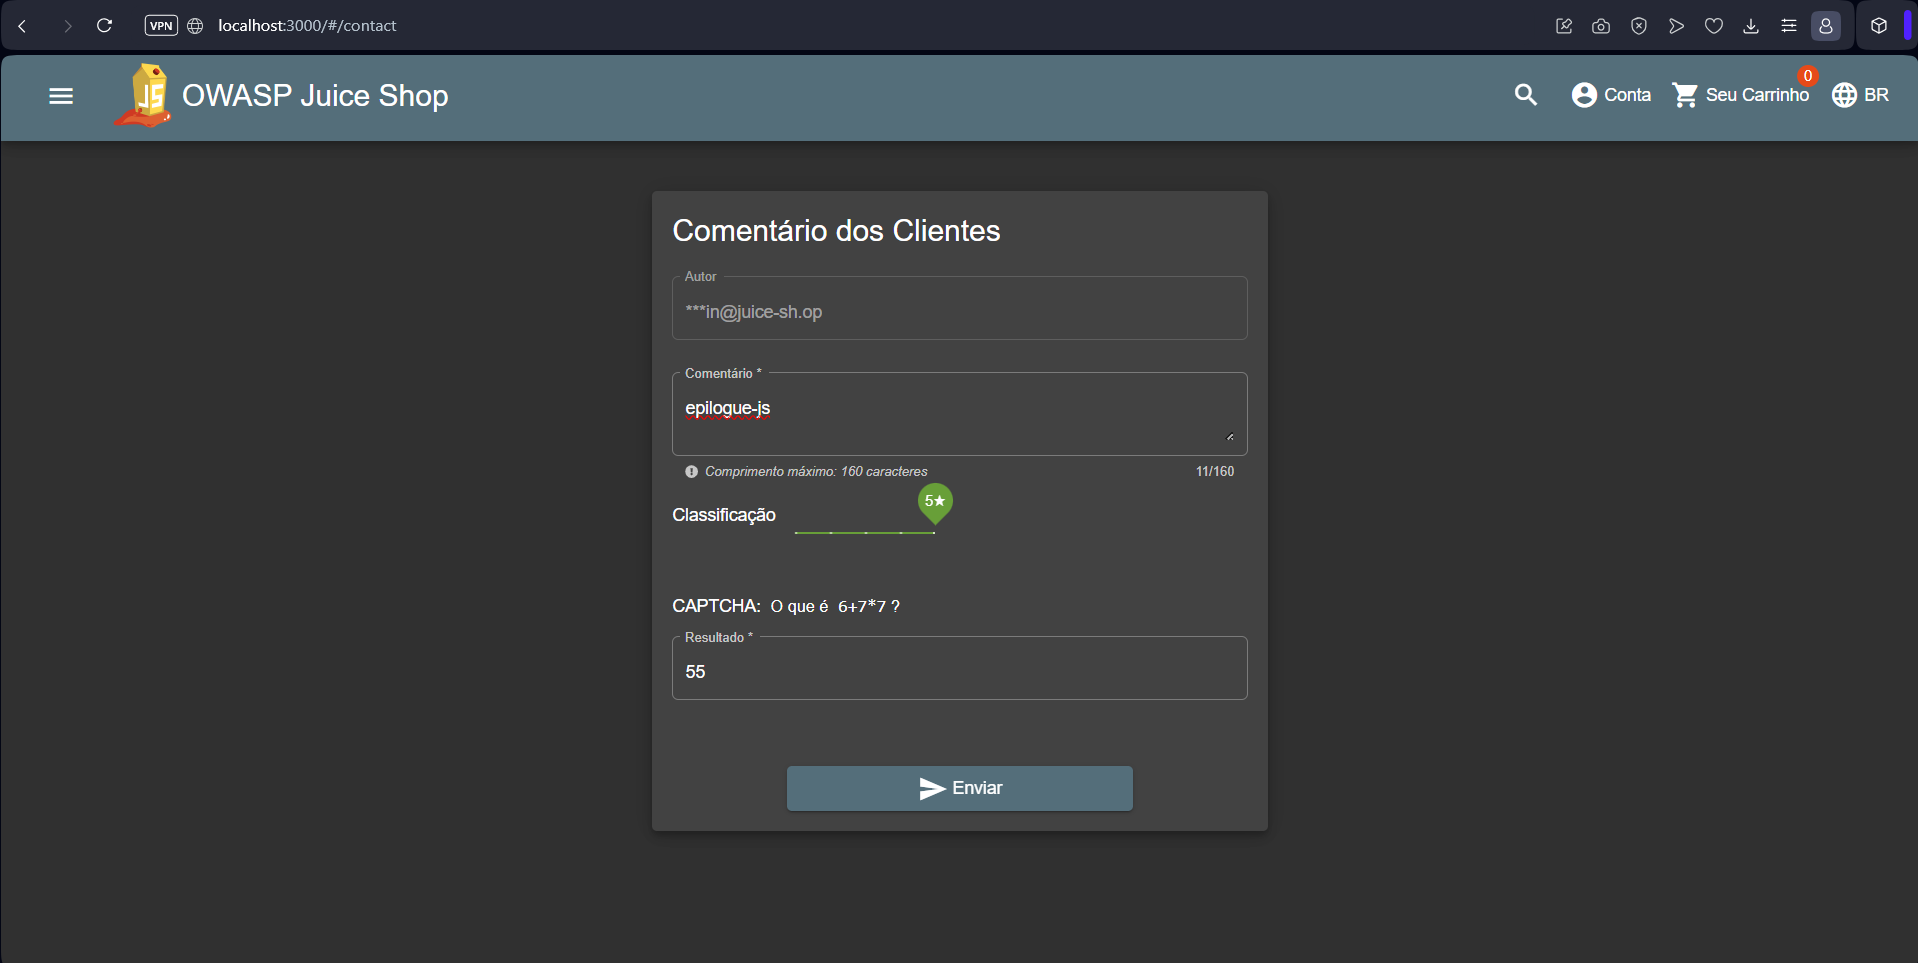 VPN localhost:3000/#/contact
JS OWASP Juice Shop
Conta
Seu Carrinho
0
BR
Comentário dos Clientes
Autor
***in@juice-sh.op
Comentário *
epilogue-js
Comprimento máximo: 160 caracteres 11/160
5★
Classificação
CAPTCHA: O que é 6+7*7 ?
Resultado *
55
Enviar